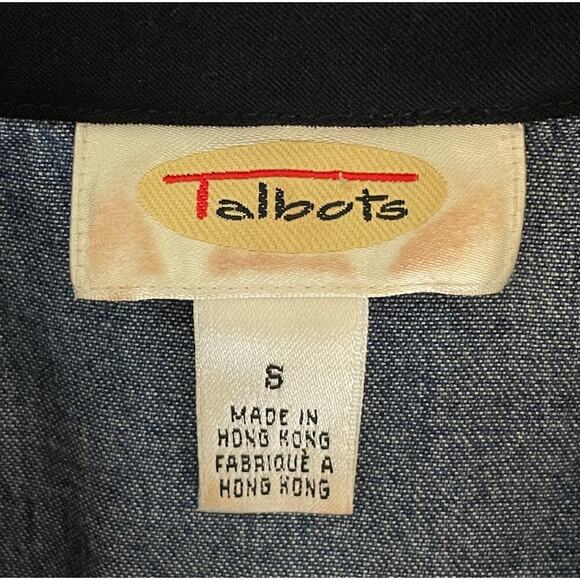 Talbots
S
MADE IN
HONG KONG
FABRIQUÈ A
HONG KONG